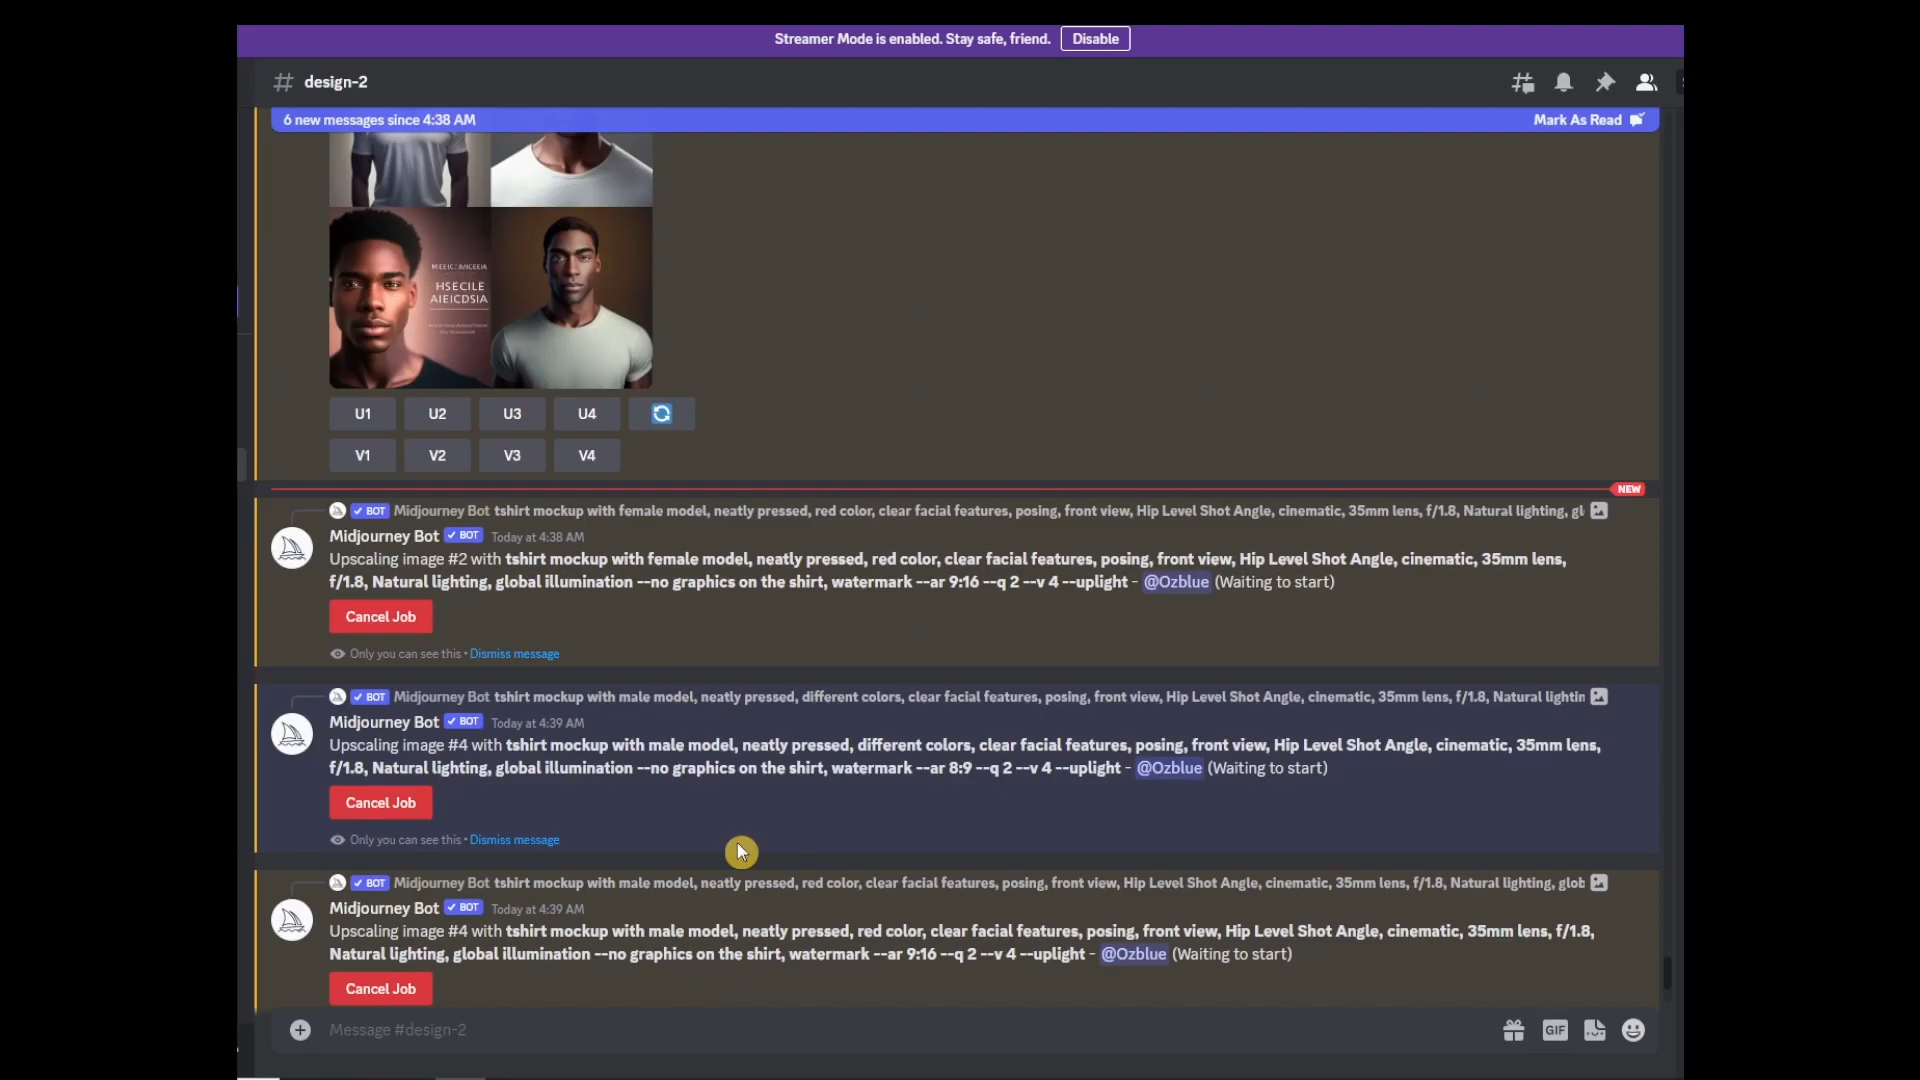 Streamer Mode is enabled. Stay safe, friend. Disable
design-2
6 new messages since 4:38 AM Mark As Read
HSECILE
AIEICDSIA
U1 U2 U3 U4
V1 V2 V3 V4
NEW
BOT Midjourney Bot tshirt mockup with female model, neatly pressed, red color, clear facial features, posing, front view, Hip Level Shot Angle, cinematic, 35mm lens, f/1.8, Natural lighting, gl
Midjourney Bot BOT Today at 4:38 AM
Upscaling image #2 with tshirt mockup with female model, neatly pressed, red color, clear facial features, posing, front view, Hip Level Shot Angle, cinematic, 35mm lens,
f/1.8, Natural lighting, global illumination --no graphics on the shirt, watermark --ar 9:16 --q 2 --v 4 --uplight - @Ozblue (Waiting to start)
Cancel Job
Only you can see this • Dismiss message
BOT Midjourney Bot tshirt mockup with male model, neatly pressed, different colors, clear facial features, posing, front view, Hip Level Shot Angle, cinematic, 35mm lens, f/1.8, Natural lightin
Midjourney Bot BOT Today at 4:39 AM
Upscaling image #4 with tshirt mockup with male model, neatly pressed, different colors, clear facial features, posing, front view, Hip Level Shot Angle, cinematic, 35mm lens,
f/1.8, Natural lighting, global illumination --no graphics on the shirt, watermark --ar 8:9 --q 2 --v 4 --uplight - @Ozblue (Waiting to start)
Cancel Job
Only you can see this • Dismiss message
BOT Midjourney Bot tshirt mockup with male model, neatly pressed, red color, clear facial features, posing, front view, Hip Level Shot Angle, cinematic, 35mm lens, f/1.8, Natural lighting, glob
Midjourney Bot BOT Today at 4:39 AM
Upscaling image #4 with tshirt mockup with male model, neatly pressed, red color, clear facial features, posing, front view, Hip Level Shot Angle, cinematic, 35mm lens, f/1.8,
Natural lighting, global illumination --no graphics on the shirt, watermark --ar 9:16 --q 2 --v 4 --uplight - @Ozblue (Waiting to start)
Cancel Job
Message #design-2 GIF